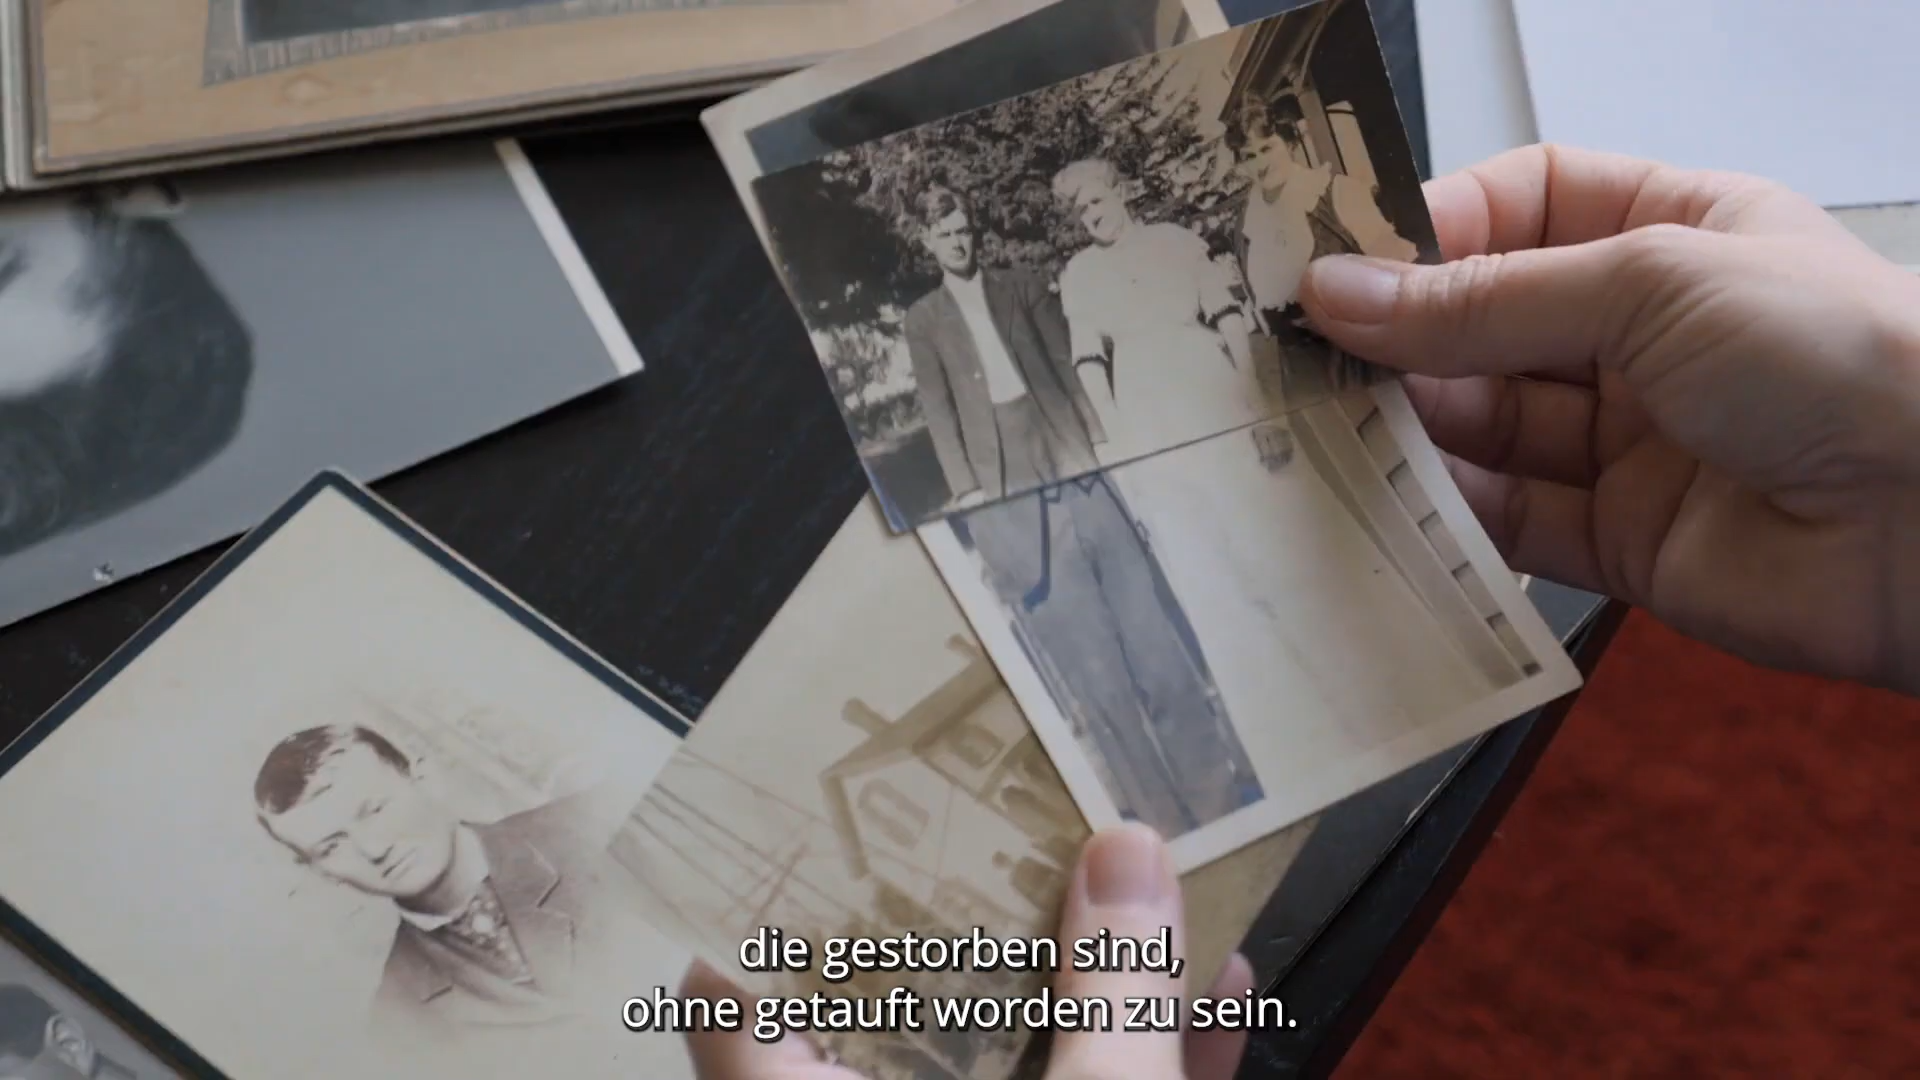 die gestorben sind,
ohne getauft worden zu sein.